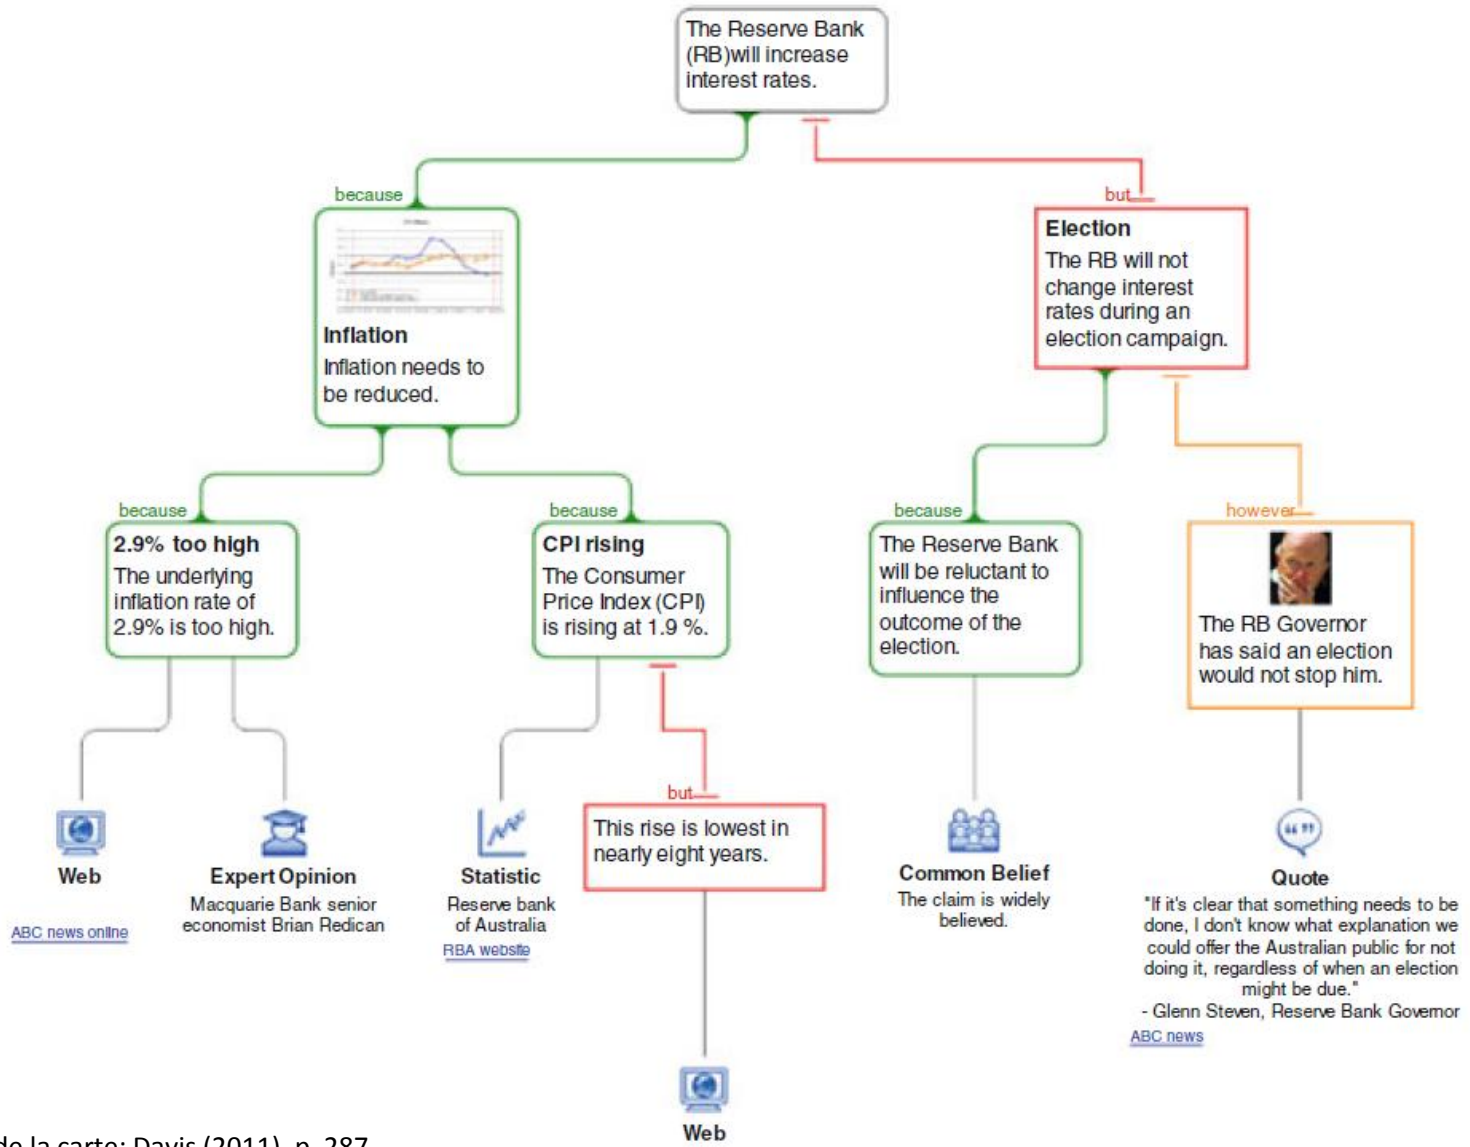 The Reserve Bank
(RB)will increase
interest rates.
because
but
Inflation
Inflation needs to
be reduced.
Election
The RB will not
change interest
rates during an
election campaign.
because
because
because
however
2.9% too high
The underlying
inflation rate of
2.9% is too high.
CPI rising
The Consumer
Price Index (CPI)
is rising at 1.9 %.
The Reserve Bank
will be reluctant to
influence the
outcome of the
election.
The RB Governor
has said an election
would not stop him.
but
This rise is lowest in
nearly eight years.
Web
ABC news online
Expert Opinion
Macquarie Bank senior
economist Brian Redican
Statistic
Reserve bank
of Australia
RBA website
Common Belief
The claim is widely
believed.
Quote
"If it's clear that something needs to be
done, I don't know what explanation we
could offer the Australian public for not
doing it, regardless of when an election
might be due."
- Glenn Steven, Reserve Bank Governor
ABC news
Web
de la carte: Davis (2011), p. 287